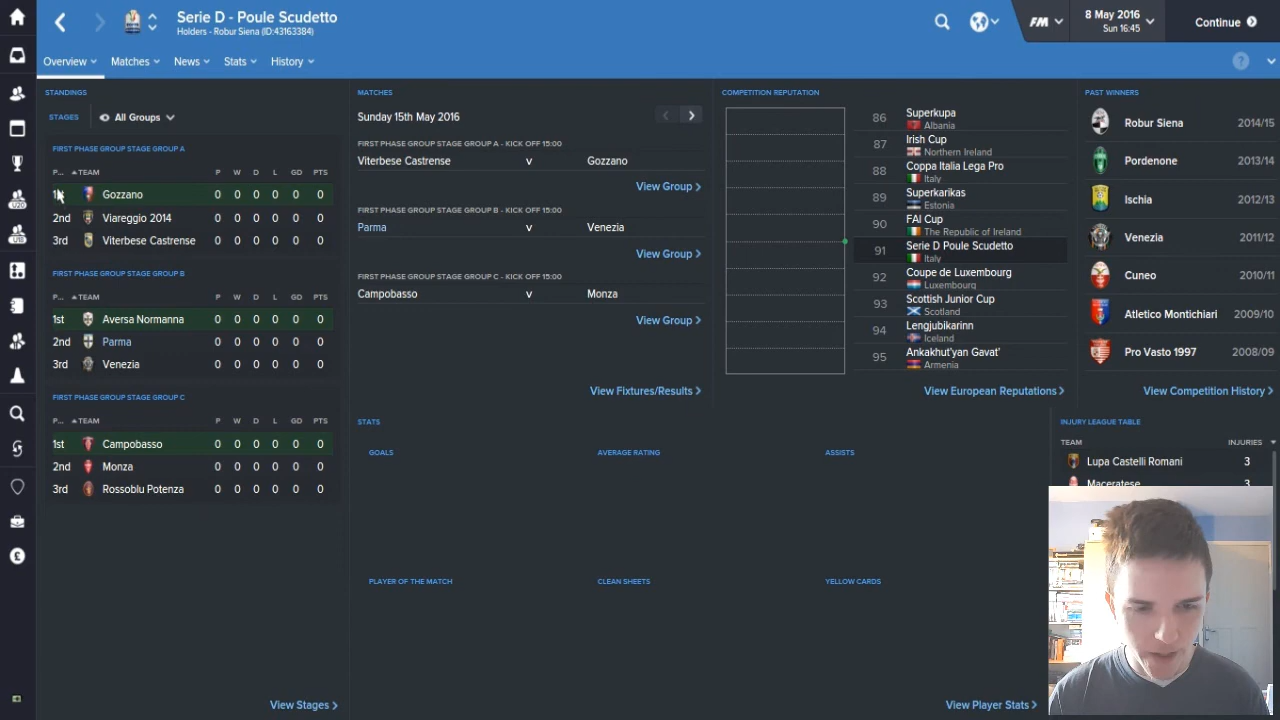 Serie D - Poule Scudetto
Holders - Robur Siena (ID:43163384)
FM
8 May 2016
Sun 16:45
Continue
Overview
Matches
News
Stats
History
?
STANDINGS
STAGES
All Groups
FIRST PHASE GROUP STAGE GROUP A
P... TEAM P W D L GD PTS
Gozzano 0 0 0 0 0 0
2nd Viareggio 2014 0 0 0 0 0 0
3rd Viterbese Castrense 0 0 0 0 0 0
FIRST PHASE GROUP STAGE GROUP B
P... TEAM P W D L GD PTS
1st Aversa Normanna 0 0 0 0 0 0
2nd Parma 0 0 0 0 0 0
3rd Venezia 0 0 0 0 0 0
FIRST PHASE GROUP STAGE GROUP C
P... TEAM P W D L GD PTS
1st Campobasso 0 0 0 0 0 0
2nd Monza 0 0 0 0 0 0
3rd Rossoblu Potenza 0 0 0 0 0 0
View Stages >
MATCHES
Sunday 15th May 2016
FIRST PHASE GROUP STAGE GROUP A - KICK OFF 15:00
Viterbese Castrense v Gozzano
View Group >
FIRST PHASE GROUP STAGE GROUP B - KICK OFF 15:00
Parma v Venezia
View Group >
FIRST PHASE GROUP STAGE GROUP C - KICK OFF 15:00
Campobasso v Monza
View Group >
View Fixtures/Results >
COMPETITION REPUTATION
86 Superkupa
Albania
87 Irish Cup
Northern Ireland
88 Coppa Italia Lega Pro
Italy
89 Superkarikas
Estonia
90 FAI Cup
The Republic of Ireland
91 Serie D Poule Scudetto
Italy
92 Coupe de Luxembourg
Luxembourg
93 Scottish Junior Cup
Scotland
94 Lengjubikarinn
Iceland
95 Ankakhut'yan Gavat'
Armenia
View European Reputations >
PAST WINNERS
Robur Siena 2014/15
Pordenone 2013/14
Ischia 2012/13
Venezia 2011/12
Cuneo 2010/11
Atletico Montichiari 2009/10
Pro Vasto 1997 2008/09
View Competition History >
STATS
GOALS
AVERAGE RATING
ASSISTS
PLAYER OF THE MATCH
CLEAN SHEETS
YELLOW CARDS
View Player Stats >
INJURY LEAGUE TABLE
TEAM INJURIES
Lupa Castelli Romani 3
Maceratese 3